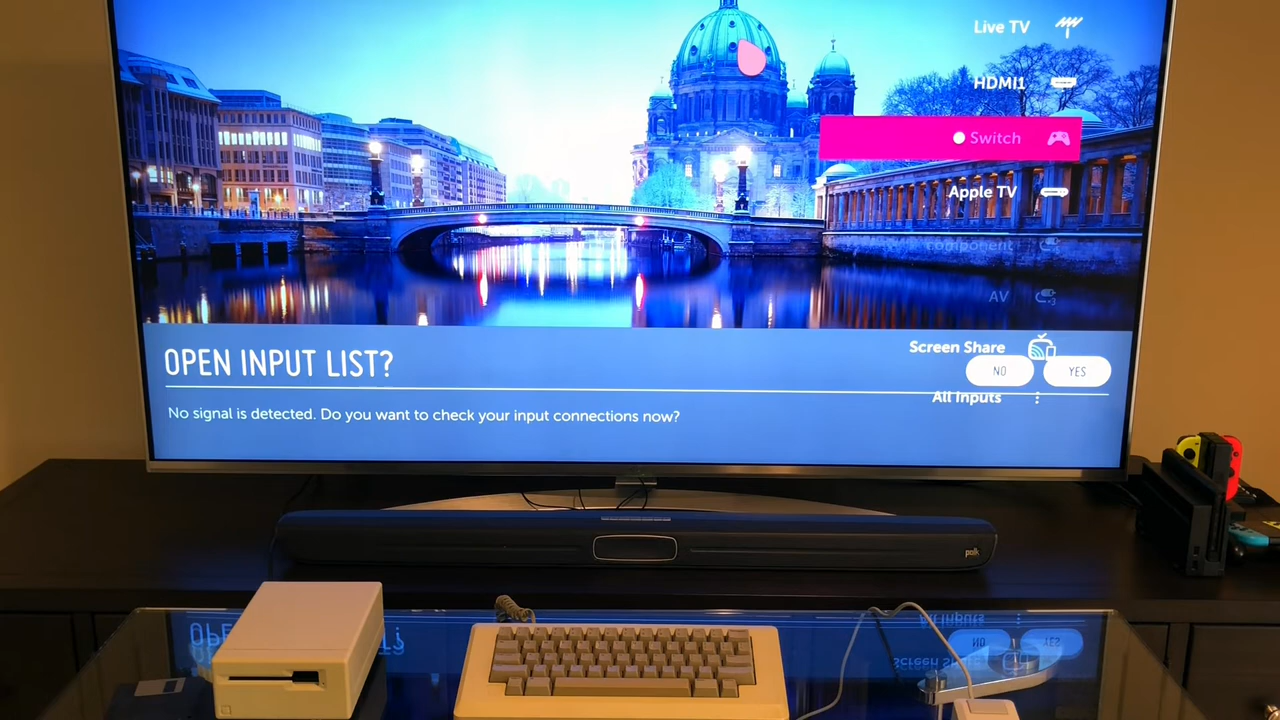 Live TV
HDMI1
Switch
Apple TV
component
AV
Screen Share
OPEN INPUT LIST?
NO
YES
All Inputs
No signal is detected. Do you want to check your input connections now?
polk